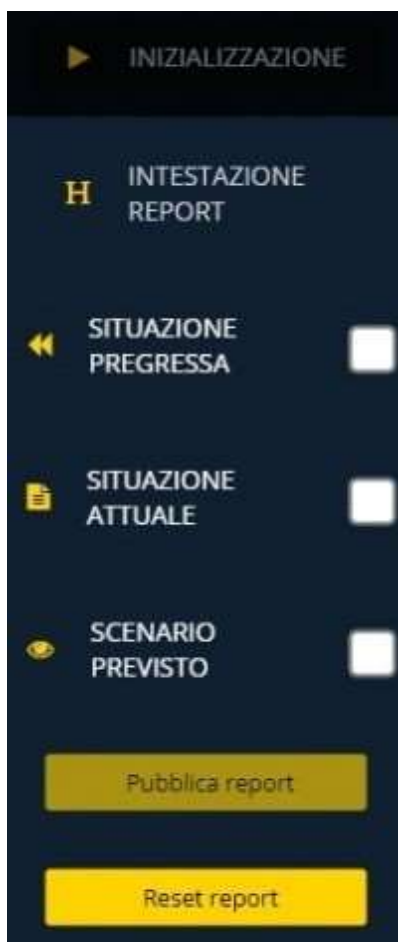 INIZIALIZZAZIONE
H INTESTAZIONE
REPORT
SITUAZIONE
PREGRESSA
SITUAZIONE
ATTUALE
SCENARIO
PREVISTO
Pubblica report
Reset report